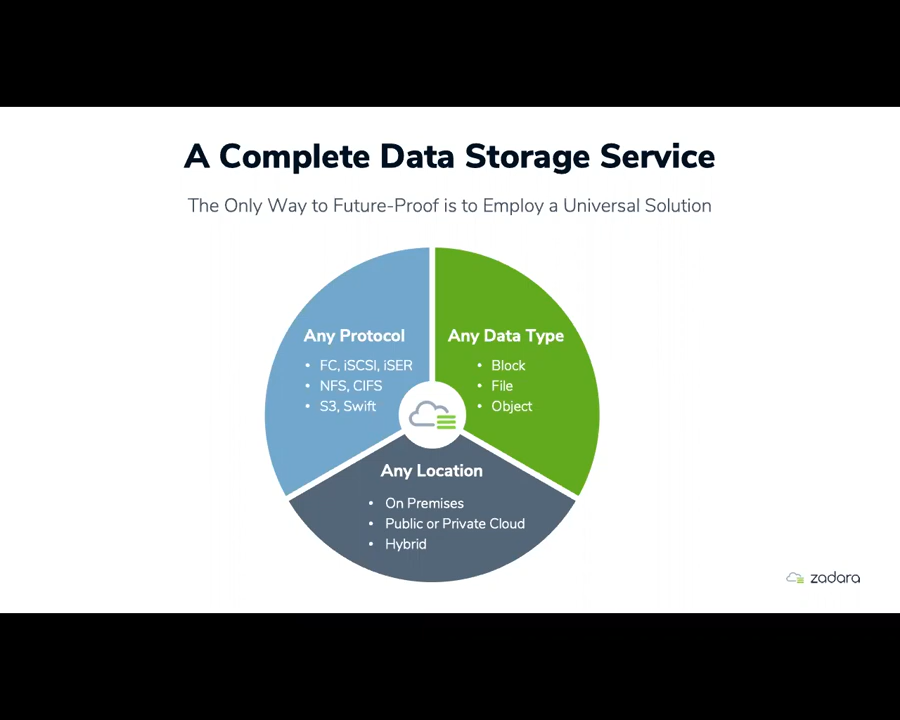 A Complete Data Storage Service
The Only Way to Future-Proof is to Employ a Universal Solution
Any Protocol
• FC, iSCSI, iSER
• NFS, CIFS
• S3, Swift
Any Data Type
• Block
• File
• Object
Any Location
• On Premises
• Public or Private Cloud
• Hybrid
zadara